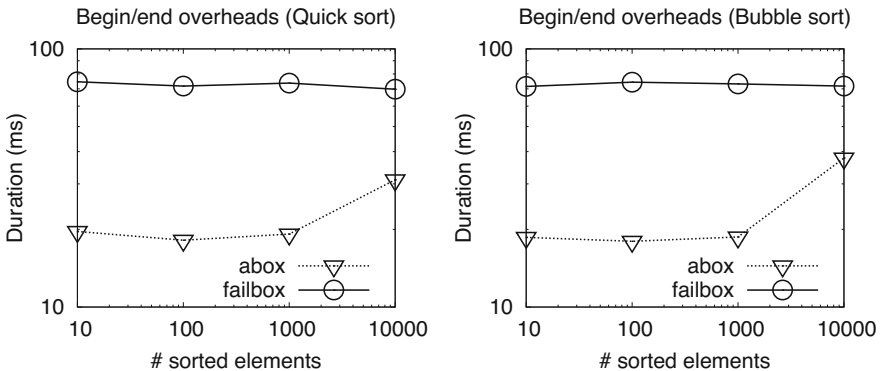 Begin/end overheads (Quick sort)
100
10
Duration (ms)
abox
failbox
10 100 1000 10000
# sorted elements
Begin/end overheads (Bubble sort)
100
10
Duration (ms)
abox
failbox
10 100 1000 10000
# sorted elements